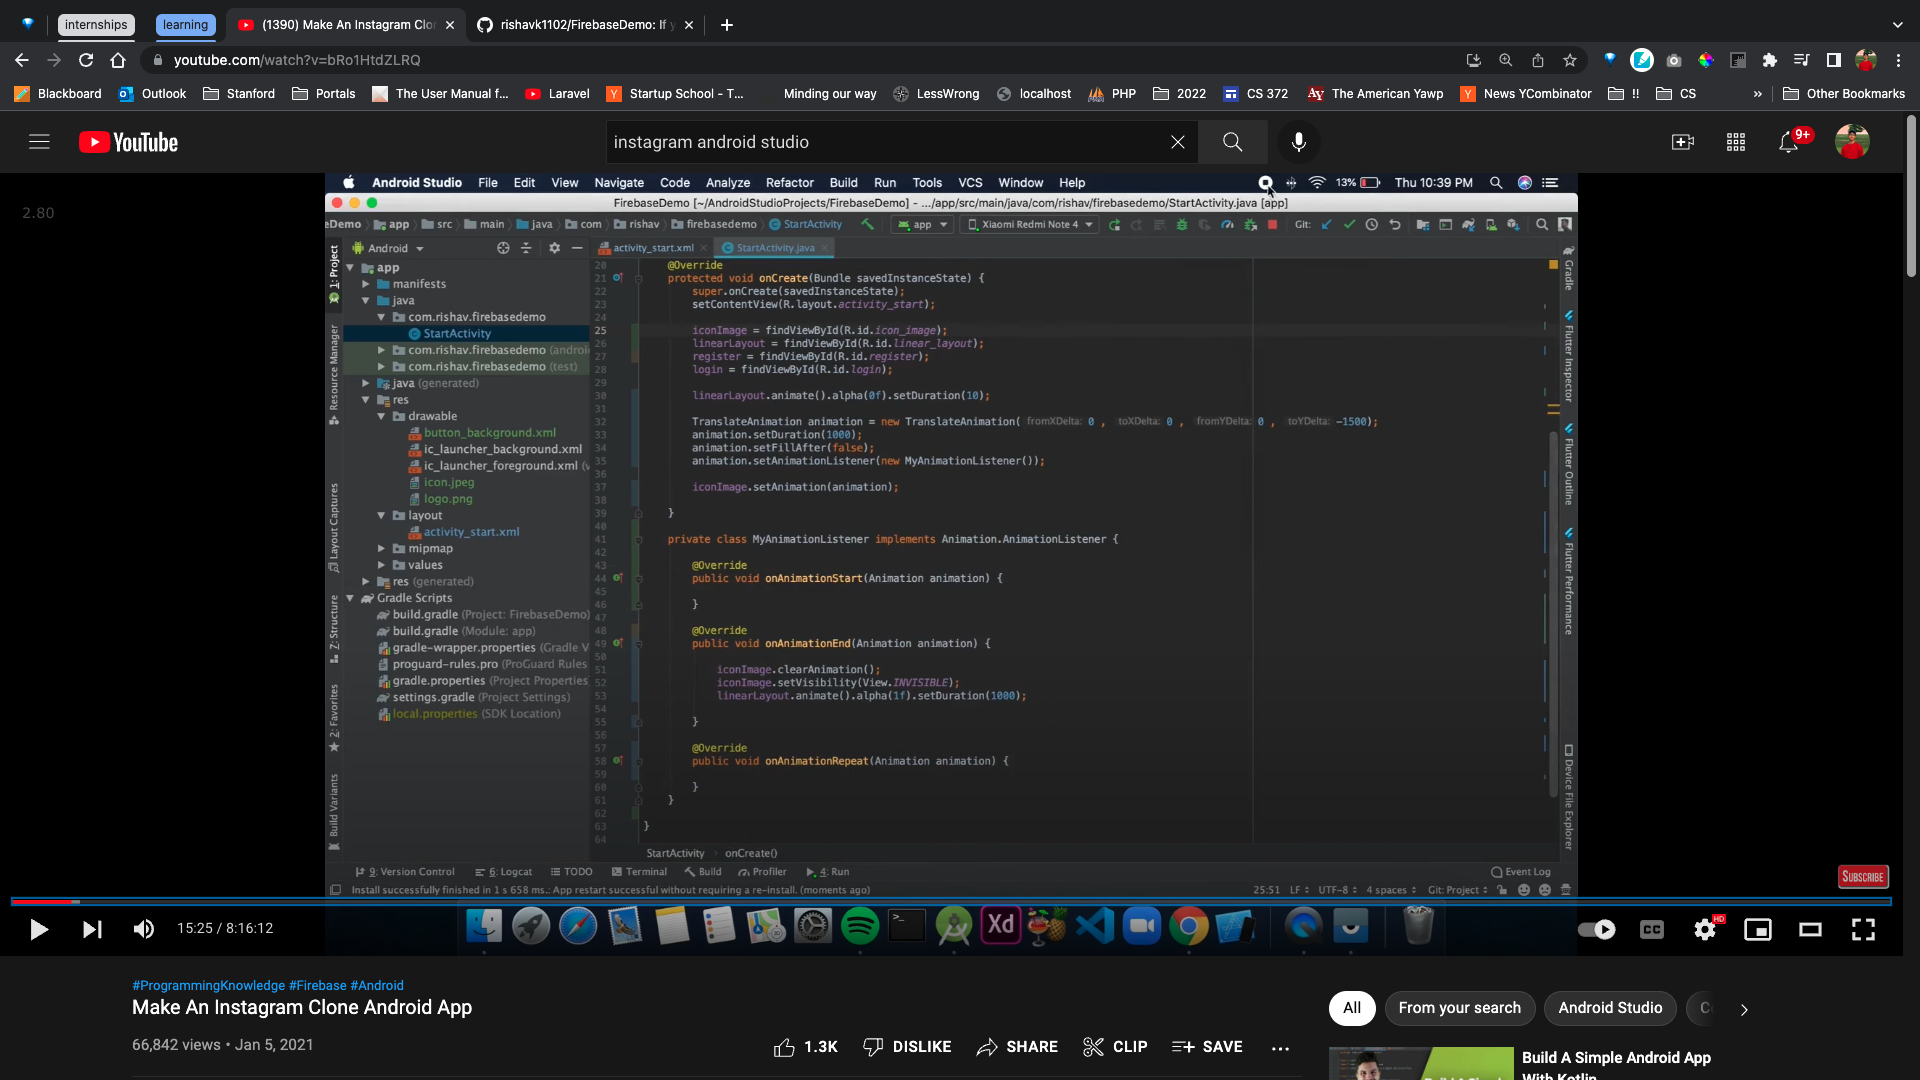 internships
learning
(1390) Make An Instagram Clo
rishavk1102/FirebaseDemo: If y
youtube.com/watch?v=bRo1HtdZLRQ
Blackboard
Outlook
Stanford
Portals
The User Manual f...
Laravel
Startup School - T...
Minding our way
LessWrong
localhost
PHP
2022
CS 372
The American Yawp
News YCombinator
!!
CS
»
Other Bookmarks
YouTube
instagram android studio
9+
2.80
Android Studio File Edit View Navigate Code Analyze Refactor Build Run Tools VCS Window Help
13%
Thu 10:39 PM
FirebaseDemo [~/AndroidStudioProjects/FirebaseDemo] - .../app/src/main/java/com/rishav/firebasedemo/StartActivity.java [app]
eDemo app src main java com rishav firebasedemo StartActivity
app
Xiaomi Redmi Note 4
Git:
Android
activity_start.xml
StartActivity.java
1: Project
Resource Manager
Layout Captures
Z: Structure
2: Favorites
Build Variants
app
manifests
java
com.rishav.firebasedemo
StartActivity
com.rishav.firebasedemo (androi
com.rishav.firebasedemo (test)
java (generated)
res
drawable
button_background.xml
ic_launcher_background.xml
ic_launcher_foreground.xml (v
icon.jpeg
logo.png
layout
activity_start.xml
mipmap
values
res (generated)
Gradle Scripts
build.gradle (Project: FirebaseDemo)
build.gradle (Module: app)
gradle-wrapper.properties (Gradle V
proguard-rules.pro (ProGuard Rules
gradle.properties (Project Properties
settings.gradle (Project Settings)
local.properties (SDK Location)
20 @Override
21 protected void onCreate(Bundle savedInstanceState) {
22 super.onCreate(savedInstanceState);
23 setContentView(R.layout.activity_start);
24
25 iconImage = findViewById(R.id.icon_image);
26 linearLayout = findViewById(R.id.linear_layout);
27 register = findViewById(R.id.register);
28 login = findViewById(R.id.login);
29
30 linearLayout.animate().alpha(0f).setDuration(10);
31
32 TranslateAnimation animation = new TranslateAnimation( fromXDelta: 0 , toXDelta: 0 , fromYDelta: 0 , toYDelta: -1500);
33 animation.setDuration(1000);
34 animation.setFillAfter(false);
35 animation.setAnimationListener(new MyAnimationListener());
36
37 iconImage.setAnimation(animation);
38
39 }
40
41 private class MyAnimationListener implements Animation.AnimationListener {
42
43 @Override
44 public void onAnimationStart(Animation animation) {
45
46 }
47
48 @Override
49 public void onAnimationEnd(Animation animation) {
50
51 iconImage.clearAnimation();
52 iconImage.setVisibility(View.INVISIBLE);
53 linearLayout.animate().alpha(1f).setDuration(1000);
54
55 }
56
57 @Override
58 public void onAnimationRepeat(Animation animation) {
59
60 }
61 }
62
63 }
64
Gradle
Flutter Inspector
Flutter Outline
Flutter Performance
Device File Explorer
StartActivity › onCreate()
9: Version Control
6: Logcat
TODO
Terminal
Build
Profiler
4: Run
Event Log
Install successfully finished in 1 s 658 ms.: App restart successful without requiring a re-install. (moments ago)
25:51 LF UTF-8 4 spaces Git: Project
SUBSCRIBE
Xd
15:25 / 8:16:12
CC
HD
#ProgrammingKnowledge #Firebase #Android
Make An Instagram Clone Android App
66,842 views • Jan 5, 2021
1.3K
DISLIKE
SHARE
CLIP
SAVE
All
From your search
Android Studio
Build A Simple Android App
With Kotlin